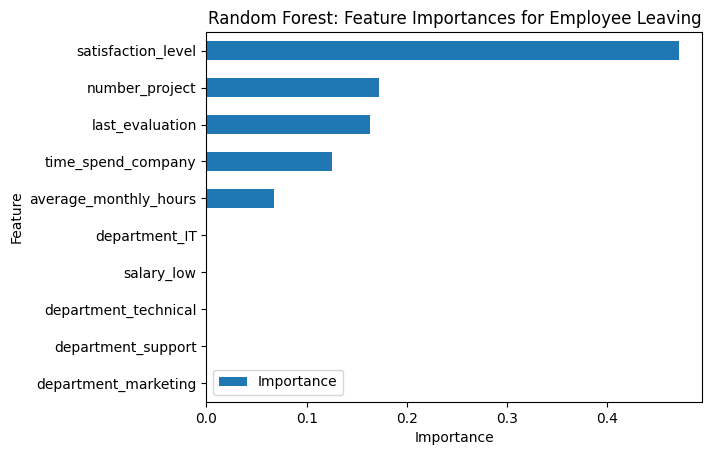 Random Forest: Feature Importances for Employee Leaving
satisfaction_level
number_project
last_evaluation
time_spend_company
average_monthly_hours
department_IT
salary_low
department_technical
department_support
department_marketing
Feature
Importance
0.0 0.1 0.2 0.3 0.4
Importance